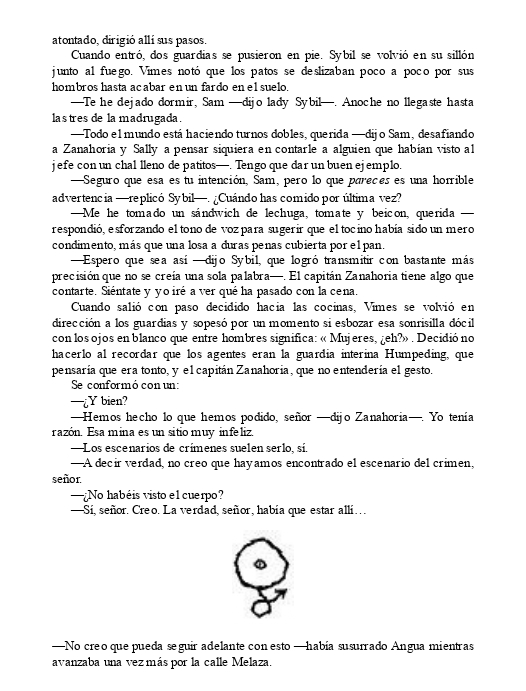 atontado, dirigió allí sus pasos.
Cuando entró, dos guardias se pusieron en pie. Sybil se volvió en su sillón
junto al fuego. Vimes notó que los patos se deslizaban poco a poco por sus
hombros hasta acabar en un fardo en el suelo.
—Te he dejado dormir, Sam —dijo lady Sybil—. Anoche no llegaste hasta
las tres de la madrugada.
—Todo el mundo está haciendo turnos dobles, querida —dijo Sam, desafiando
a Zanahoria y Sally a pensar siquiera en contarle a alguien que habían visto al
jefe con un chal lleno de patitos—. Tengo que dar un buen ejemplo.
—Seguro que esa es tu intención, Sam, pero lo que pareces es una horrible
advertencia —replicó Sybil—. ¿Cuándo has comido por última vez?
—Me he tomado un sándwich de lechuga, tomate y beicon, querida —
respondió, esforzando el tono de voz para sugerir que el tocino había sido un mero
condimento, más que una losa a duras penas cubierta por el pan.
—Espero que sea así —dijo Sybil, que logró transmitir con bastante más
precisión que no se creía una sola palabra—. El capitán Zanahoria tiene algo que
contarte. Siéntate y yo iré a ver qué ha pasado con la cena.
Cuando salió con paso decidido hacia las cocinas, Vimes se volvió en
dirección a los guardias y sopesó por un momento si esbozar esa sonrisilla dócil
con los ojos en blanco que entre hombres significa: «Mujeres, ¿eh?». Decidió no
hacerlo al recordar que los agentes eran la guardia interina Humpeding, que
pensaría que era tonto, y el capitán Zanahoria, que no entendería el gesto.
Se conformó con un:
—¿Y bien?
—Hemos hecho lo que hemos podido, señor —dijo Zanahoria—. Yo tenía
razón. Esa mina es un sitio muy infeliz.
—Los escenarios de crímenes suelen serlo, sí.
—A decir verdad, no creo que hayamos encontrado el escenario del crimen,
señor.
—¿No habéis visto el cuerpo?
—Sí, señor. Creo. La verdad, señor, había que estar allí…
—No creo que pueda seguir adelante con esto —había susurrado Angua mientras
avanzaba una vez más por la calle Melaza.